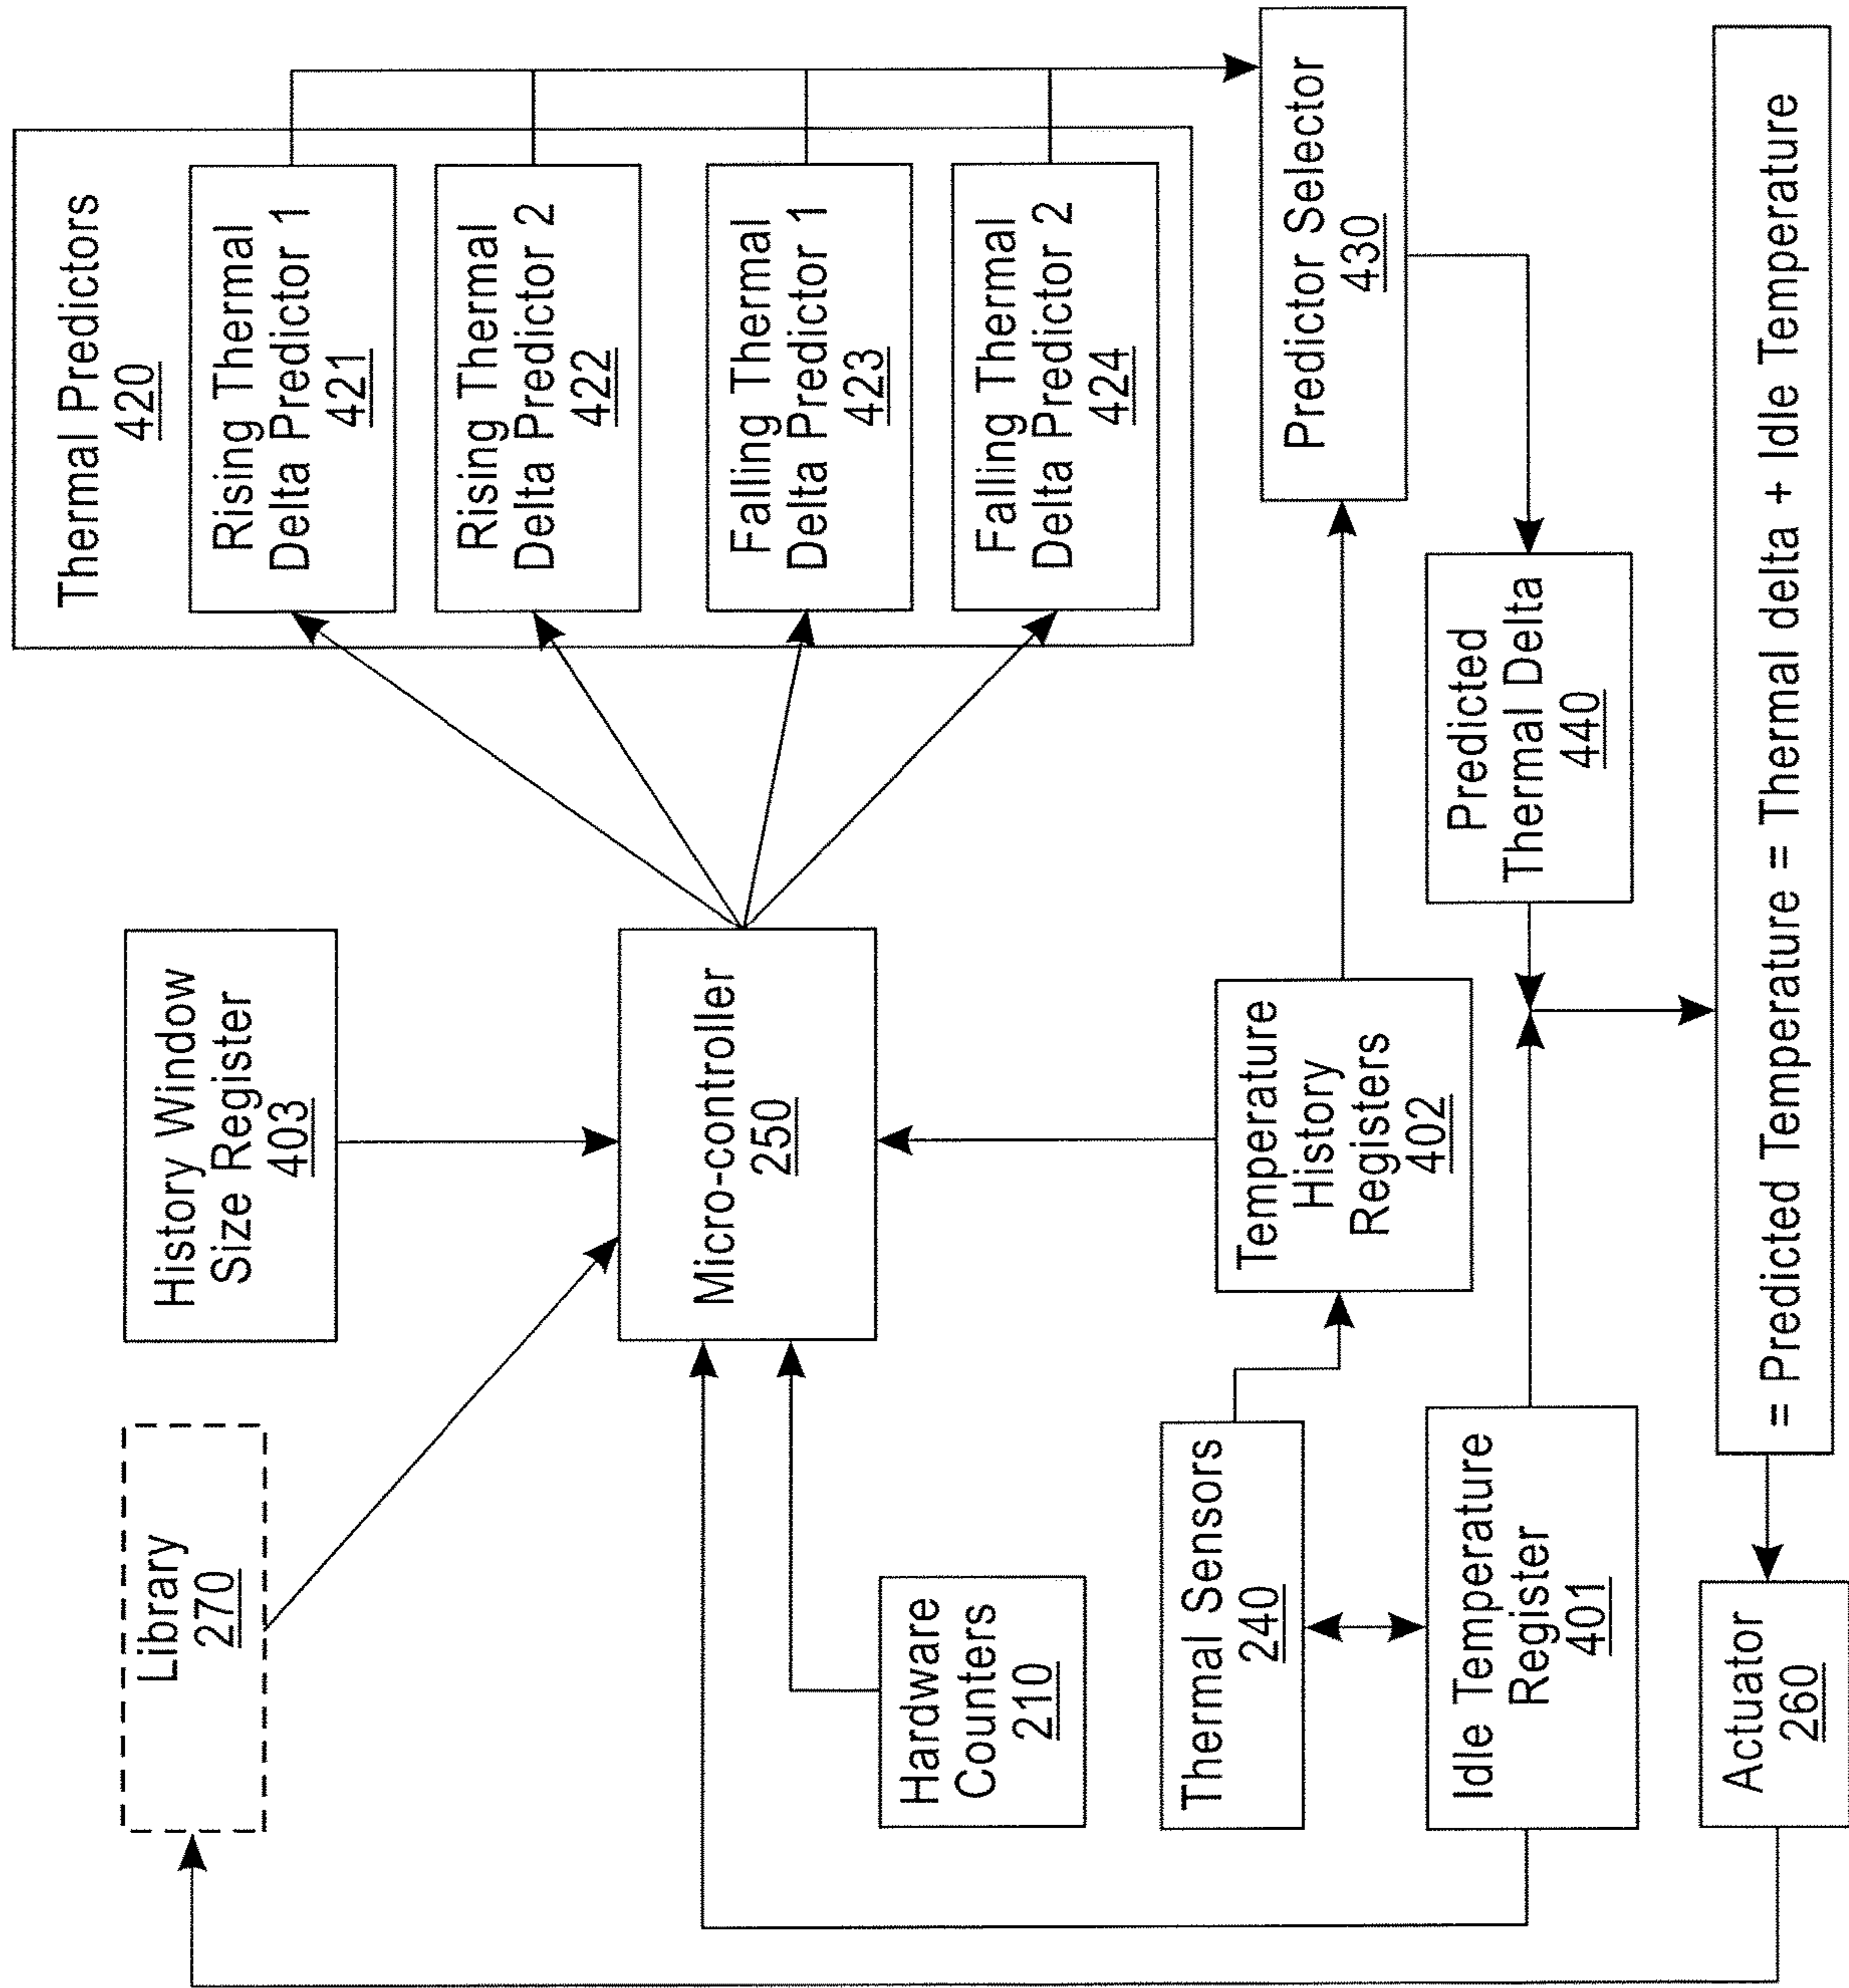 Library
270
History Window
Size Register
403
Thermal Predictors
420
Rising Thermal
Delta Predictor 1
421
Rising Thermal
Delta Predictor 2
422
Falling Thermal
Delta Predictor 1
423
Falling Thermal
Delta Predictor 2
424
Micro-controller
250
Hardware
Counters
210
Thermal Sensors
240
Temperature
History
Registers
402
Predictor Selector
430
Idle Temperature
Register
401
Predicted
Thermal Delta
440
Actuator
260
= Predicted Temperature = Thermal delta + Idle Temperature